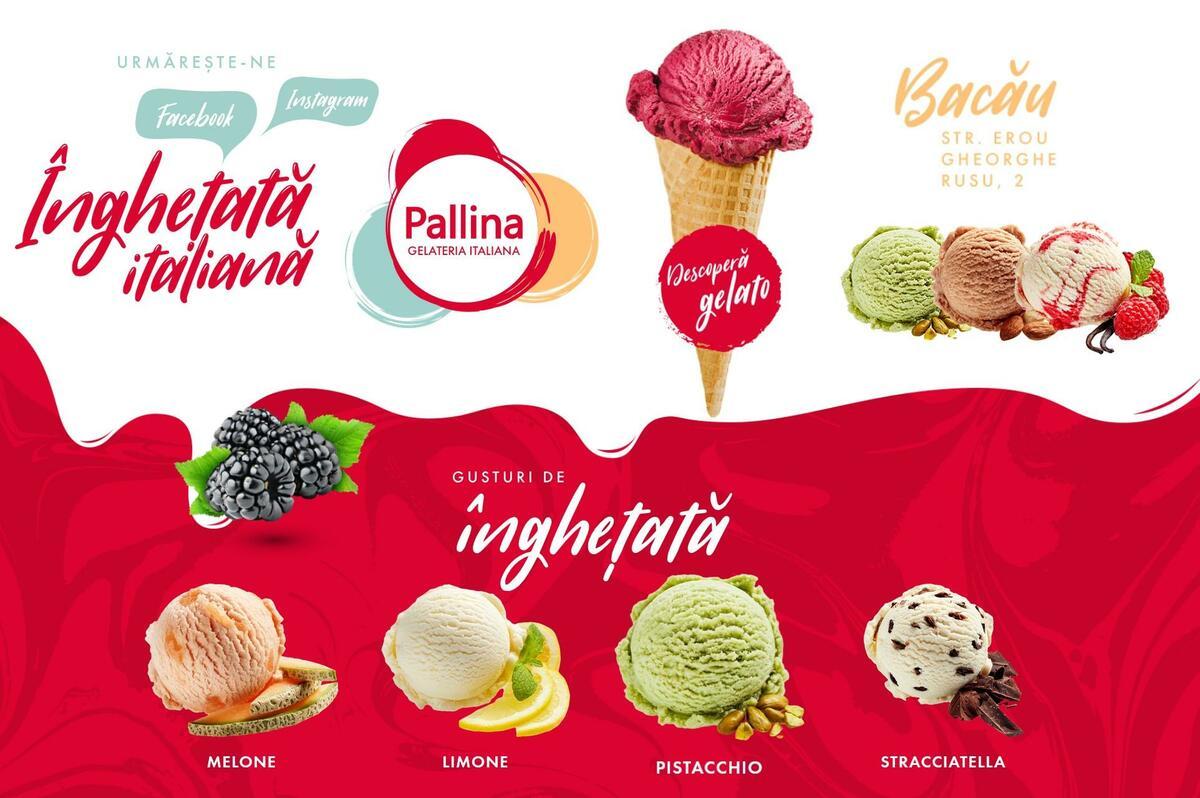 URMĂREȘTE-NE
Facebook
Instagram
Înghețată
italiană
Pallina
GELATERIA ITALIANA
Descoperă
gelato
Bacău
STR. EROU
GHEORGHE
RUSU, 2
GUSTURI DE
înghețată
MELONE
LIMONE
PISTACCHIO
STRACCIATELLA